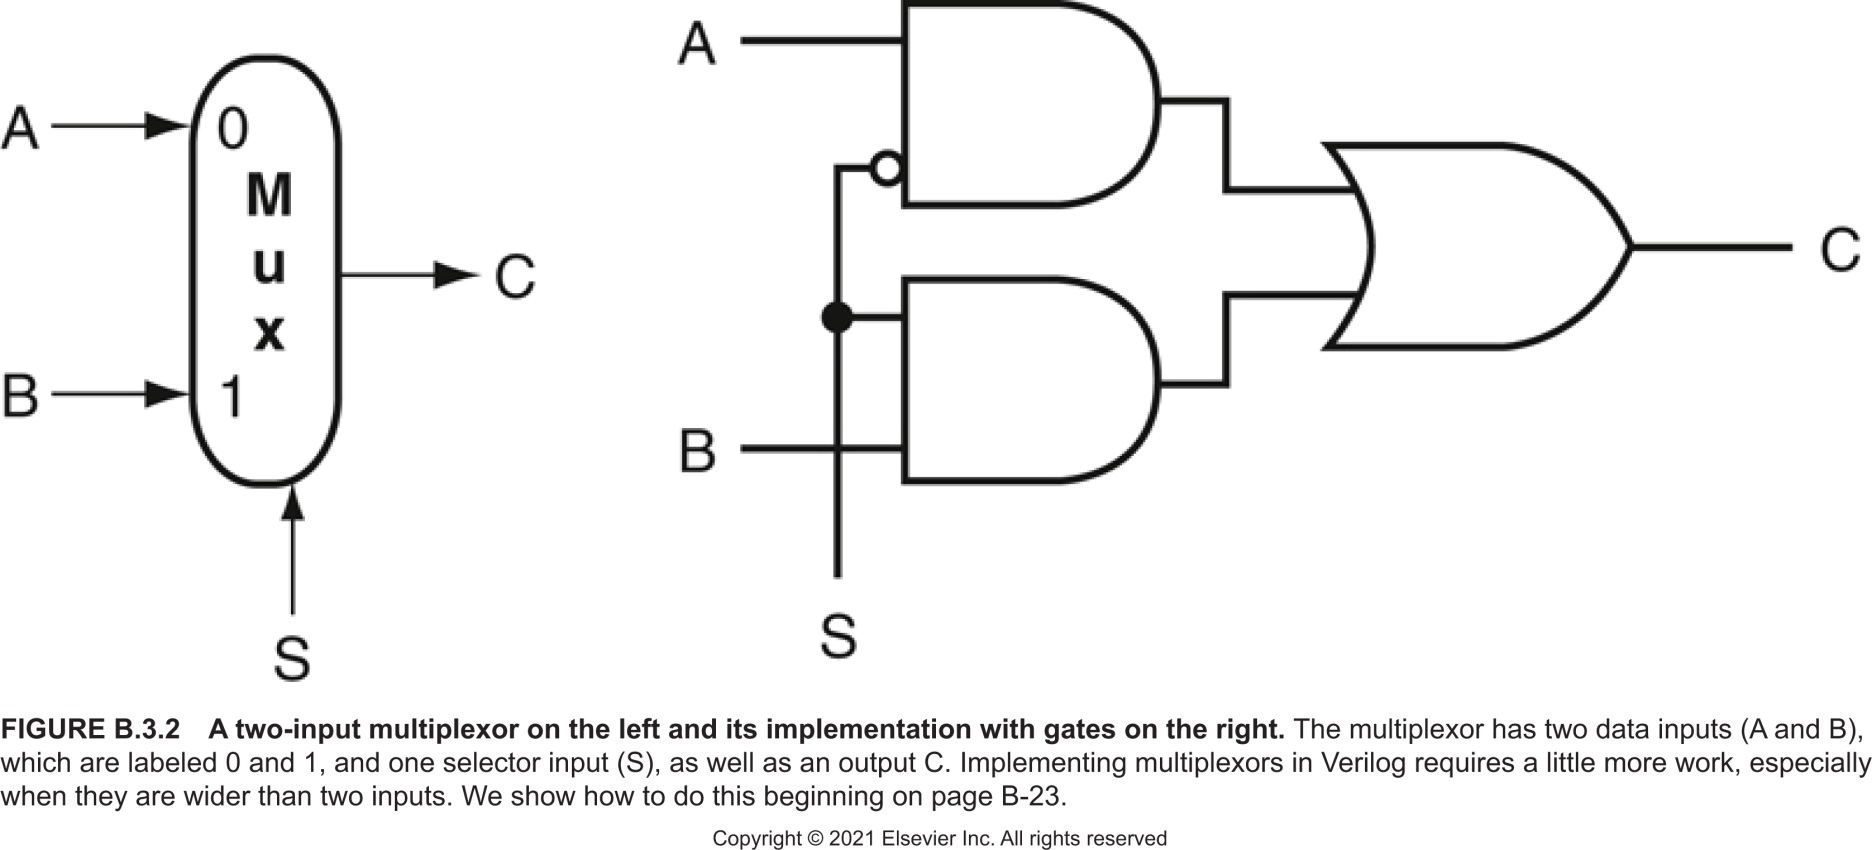 A
0
M
u
x
C
B
1
S
A
B
S
C
FIGURE B.3.2 A two-input multiplexor on the left and its implementation with gates on the right. The multiplexor has two data inputs (A and B),
which are labeled 0 and 1, and one selector input (S), as well as an output C. Implementing multiplexors in Verilog requires a little more work, especially
when they are wider than two inputs. We show how to do this beginning on page B-23.
Copyright © 2021 Elsevier Inc. All rights reserved